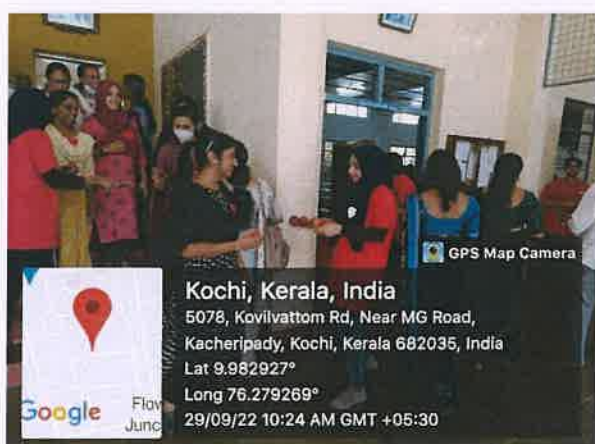 GPS Map Camera
Kochi, Kerala, India
5078, Kovilvattom Rd, Near MG Road,
Kacheripady, Kochi, Kerala 682035, India
Lat 9.982927°
Long 76.279269°
29/09/22 10:24 AM GMT +05:30
Google
Junc